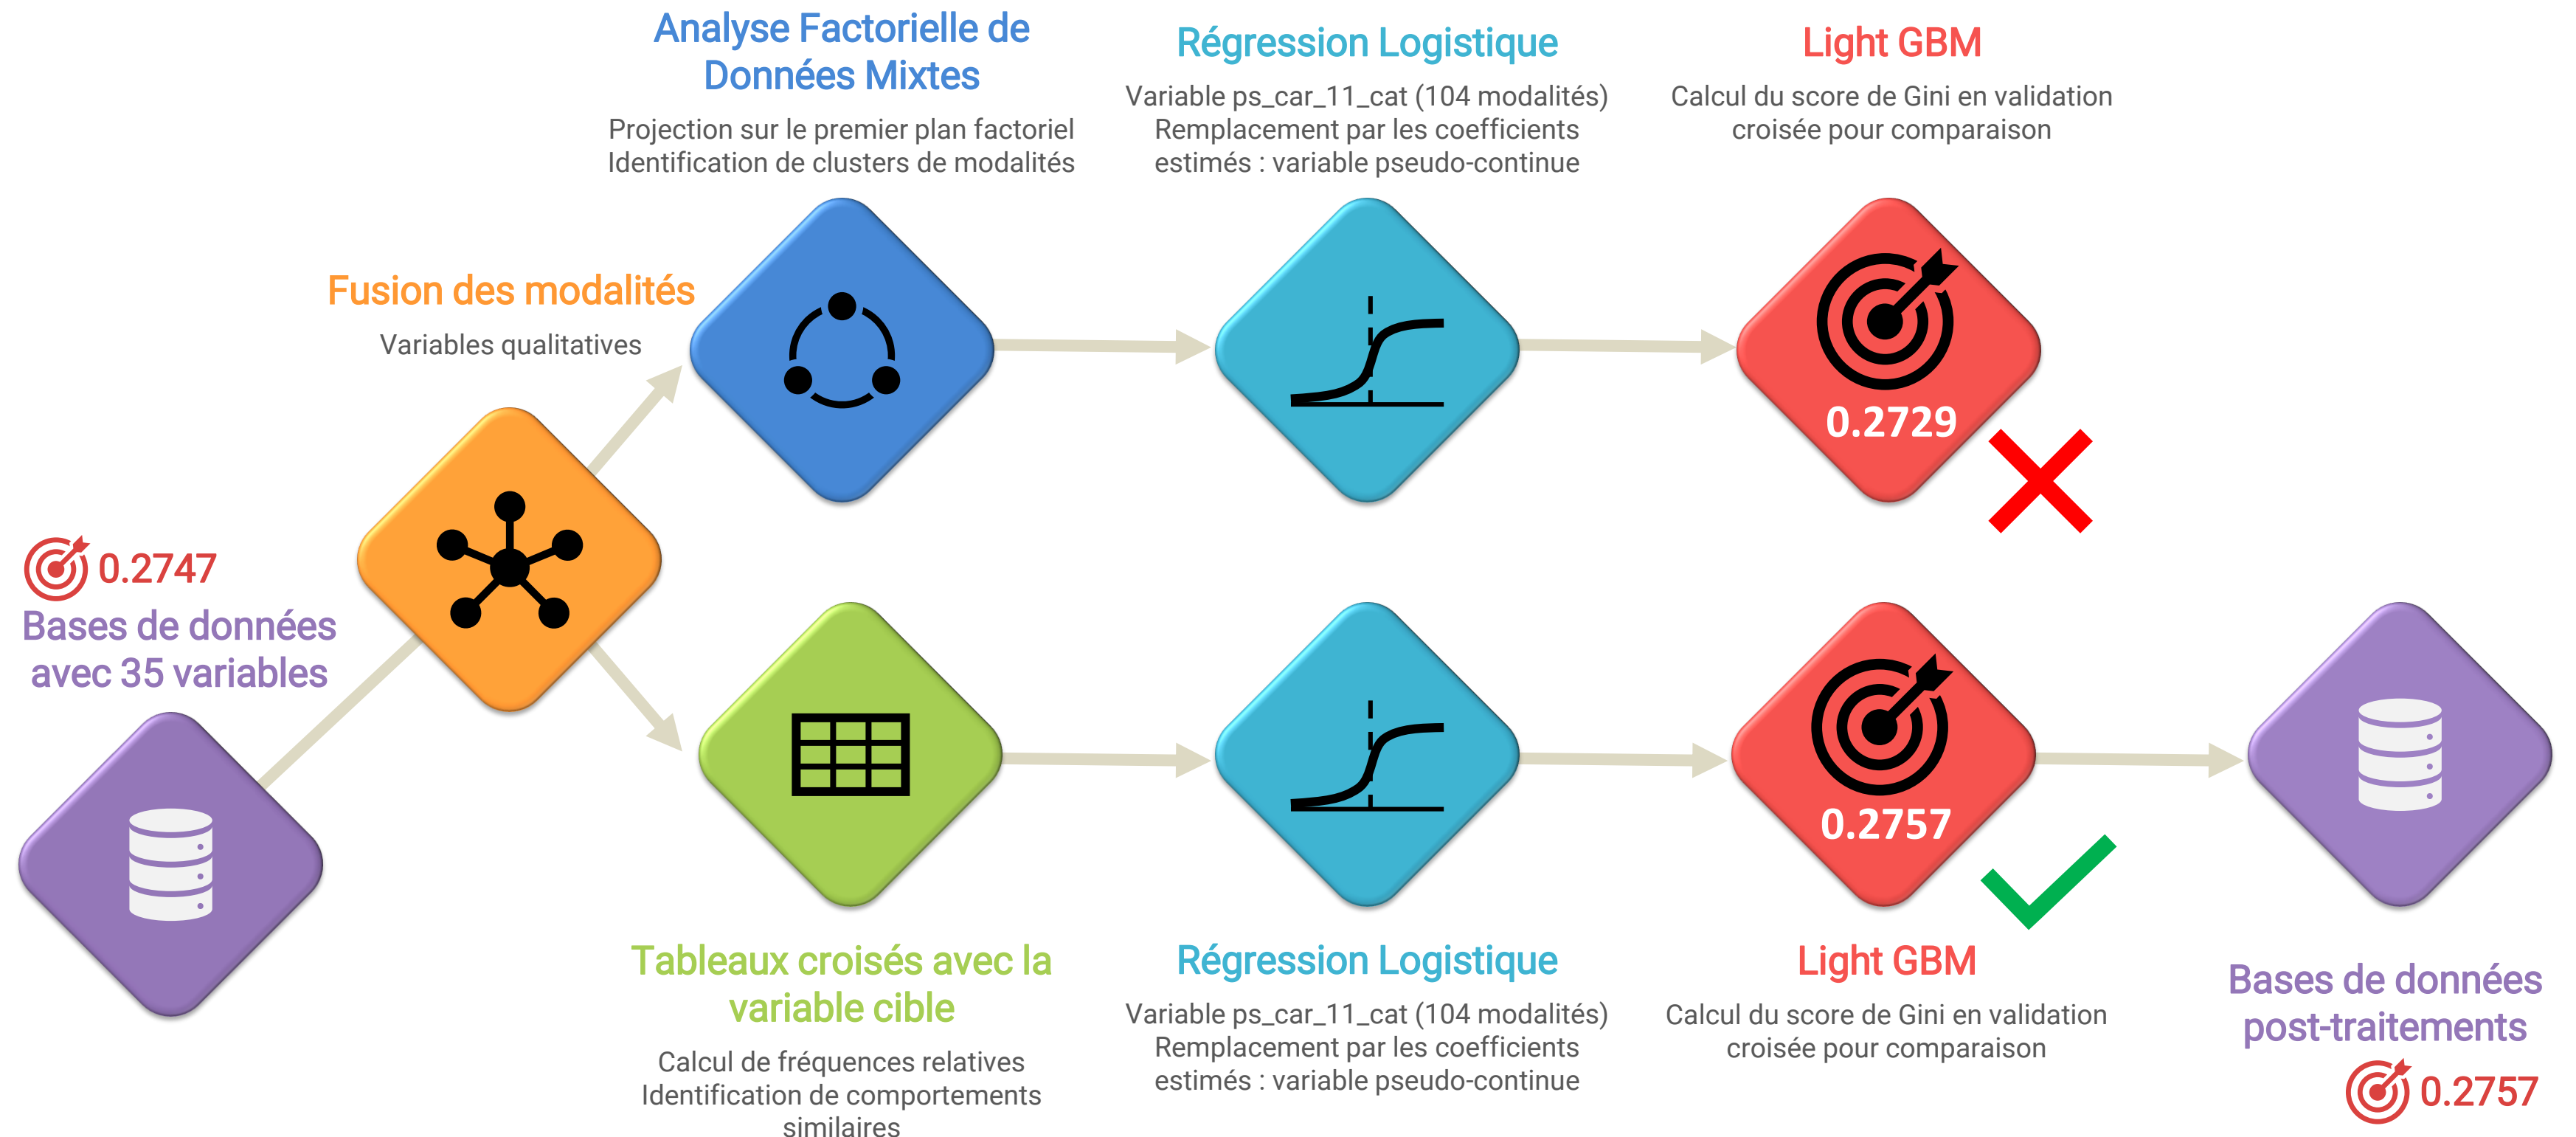 Analyse Factorielle de
Données Mixtes
Projection sur le premier plan factoriel
Identification de clusters de modalités
Régression Logistique
Variable ps_car_11_cat (104 modalités)
Remplacement par les coefficients
estimés : variable pseudo-continue
Light GBM
Calcul du score de Gini en validation
croisée pour comparaison
Fusion des modalités
Variables qualitatives
0.2729
0.2747
Bases de données
avec 35 variables
0.2757
Tableaux croisés avec la
variable cible
Calcul de fréquences relatives
Identification de comportements
similaires
Régression Logistique
Variable ps_car_11_cat (104 modalités)
Remplacement par les coefficients
estimés : variable pseudo-continue
Light GBM
Calcul du score de Gini en validation
croisée pour comparaison
Bases de données
post-traitements
0.2757